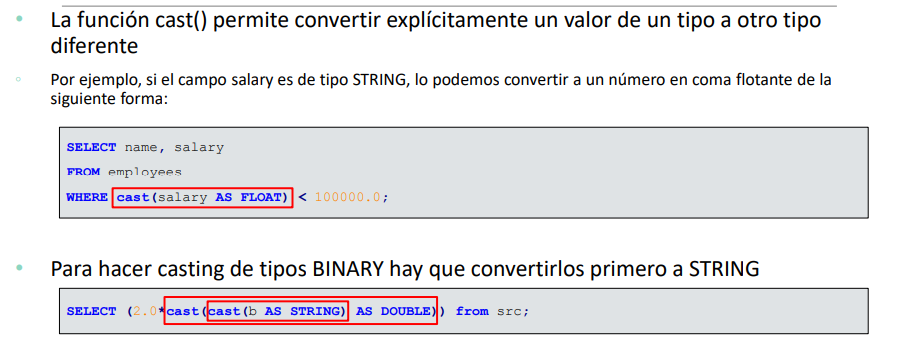 La función cast() permite convertir explícitamente un valor de un tipo a otro tipo
diferente
Por ejemplo, si el campo salary es de tipo STRING, lo podemos convertir a un número en coma flotante de la
siguiente forma:
SELECT name, salary
FROM employees
WHERE cast(salary AS FLOAT) < 100000.0;
Para hacer casting de tipos BINARY hay que convertirlos primero a STRING
SELECT (2.0*cast(cast(b AS STRING) AS DOUBLE)) from src;